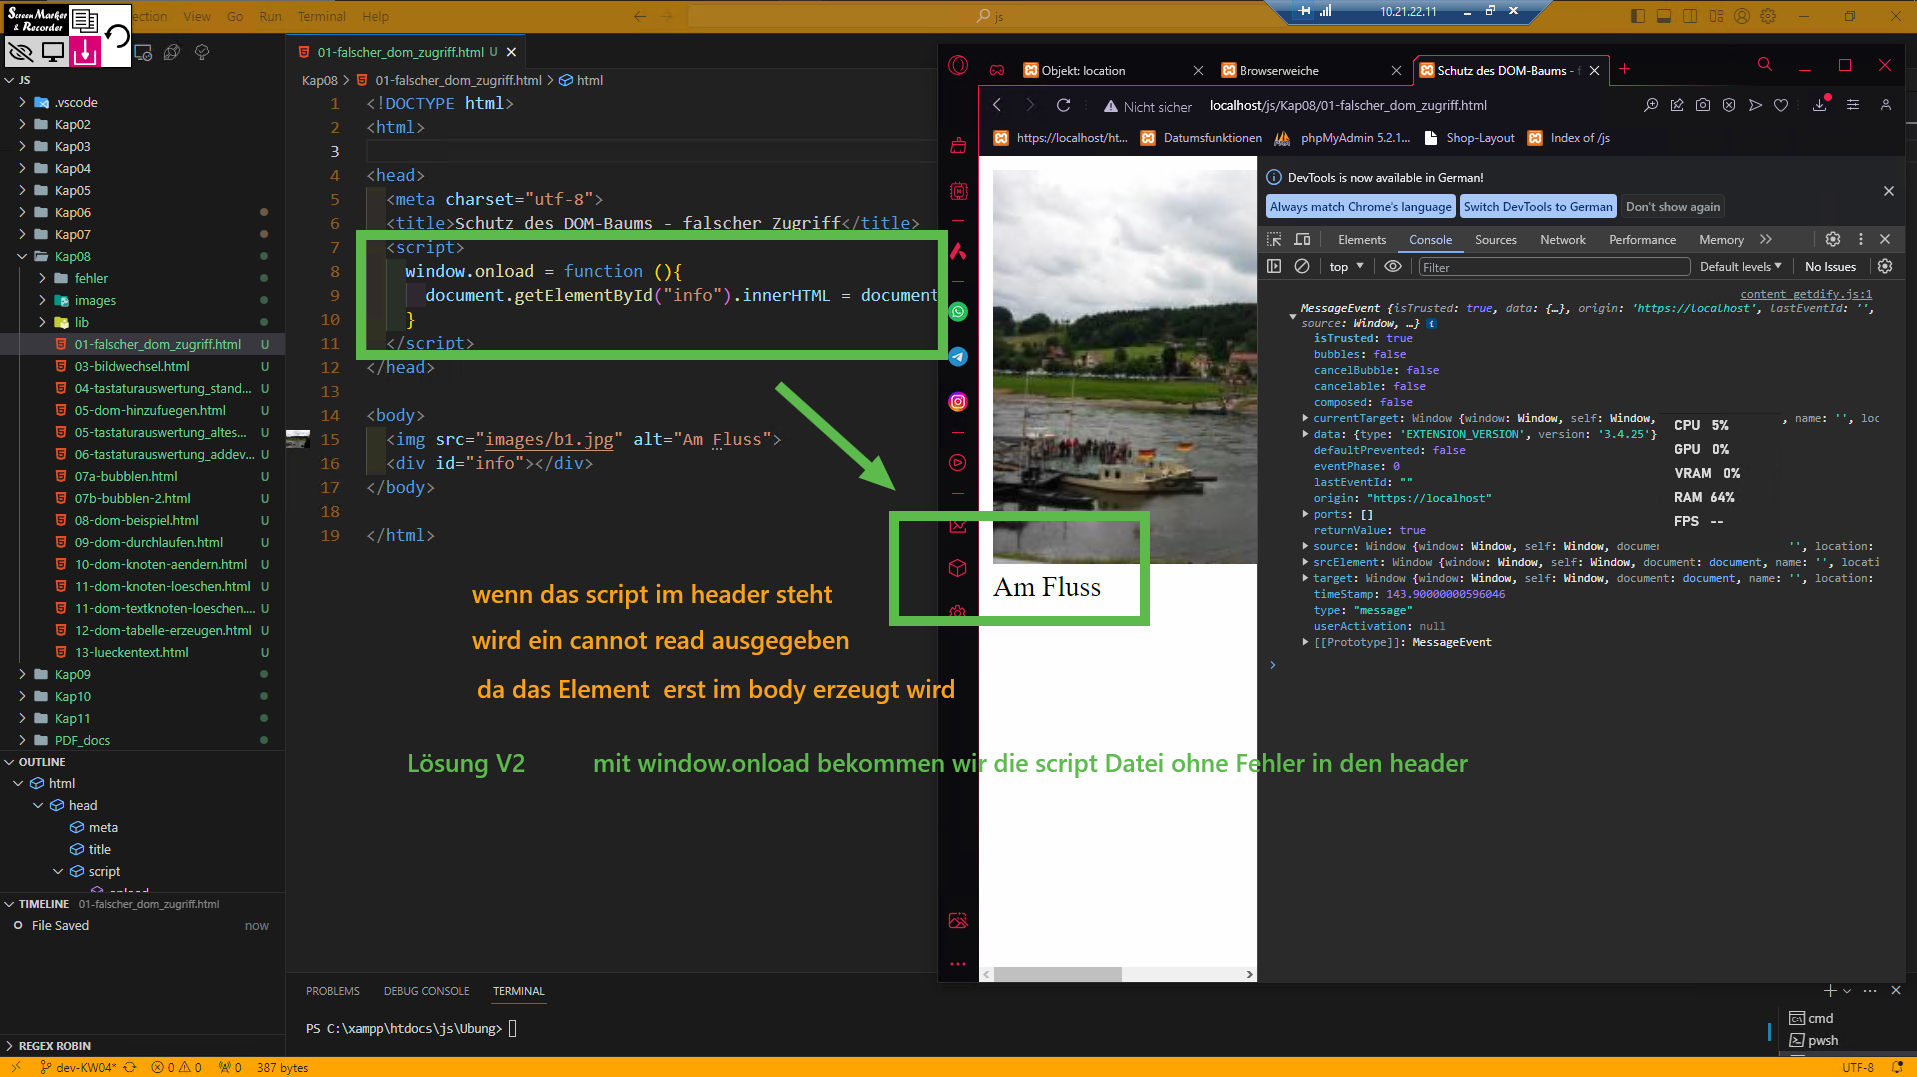 Screen Marker
& Recorder
ection View Go Run Terminal Help
js
10.21.22.11
JS
.vscode
Kap02
Kap03
Kap04
Kap05
Kap06
Kap07
Kap08
fehler
images
lib
01-falscher_dom_zugriff.html U
03-bildwechsel.html U
04-tastaturauswertung_stand... U
05-dom-hinzufuegen.html U
05-tastaturauswertung_altes... U
06-tastaturauswertung_addev... U
07a-bubblen.html U
07b-bubblen-2.html U
08-dom-beispiel.html U
09-dom-durchlaufen.html U
10-dom-knoten-aendern.html U
11-dom-knoten-loeschen.html U
11-dom-textknoten-loeschen.... U
12-dom-tabelle-erzeugen.html U
13-lueckentext.html U
Kap09
Kap10
Kap11
PDF_docs
OUTLINE
html
head
meta
title
script
TIMELINE 01-falscher_dom_zugriff.html
File Saved now
REGEX ROBIN
01-falscher_dom_zugriff.html U
Kap08 > 01-falscher_dom_zugriff.html > html
1 <!DOCTYPE html>
2 <html>
3
4 <head>
5 <meta charset="utf-8">
6 <title>Schutz des DOM-Baums - falscher Zugriff</title>
7 <script>
8 window.onload = function (){
9 document.getElementById("info").innerHTML = document
10 }
11 </script>
12 </head>
13
14 <body>
15 <img src="images/b1.jpg" alt="Am Fluss">
16 <div id="info"></div>
17 </body>
18
19 </html>
wenn das script im header steht
wird ein cannot read ausgegeben
da das Element erst im body erzeugt wird
Lösung V2 mit window.onload bekommen wir die script Datei ohne Fehler in den header
PROBLEMS DEBUG CONSOLE TERMINAL
PS C:\xampp\htdocs\js\Ubung>
cmd
pwsh
Objekt: location
Browserweiche
Schutz des DOM-Baums - f
Nicht sicher localhost/js/Kap08/01-falscher_dom_zugriff.html
https://localhost/ht... Datumsfunktionen phpMyAdmin 5.2.1... Shop-Layout Index of /js
Am Fluss
DevTools is now available in German!
Always match Chrome's language Switch DevTools to German Don't show again
Elements Console Sources Network Performance Memory
top Filter Default levels No Issues
content_getdify.js:1
MessageEvent {isTrusted: true, data: {…}, origin: 'https://localhost', lastEventId: '',
source: Window, …}
isTrusted: true
bubbles: false
cancelBubble: false
cancelable: false
composed: false
currentTarget: Window {window: Window, self: Window, , name: '', loc
data: {type: 'EXTENSION_VERSION', version: '3.4.25'}
defaultPrevented: false
eventPhase: 0
lastEventId: ""
origin: "https://localhost"
ports: []
returnValue: true
source: Window {window: Window, self: Window, documen '', location:
srcElement: Window {window: Window, self: Window, document: document, name: '', locati
target: Window {window: Window, self: Window, document: document, name: '', location:
timeStamp: 143.90000000596046
type: "message"
userActivation: null
[[Prototype]]: MessageEvent
CPU 5%
GPU 0%
VRAM 0%
RAM 64%
FPS --
dev-KW04* 0 0 0 387 bytes
UTF-8